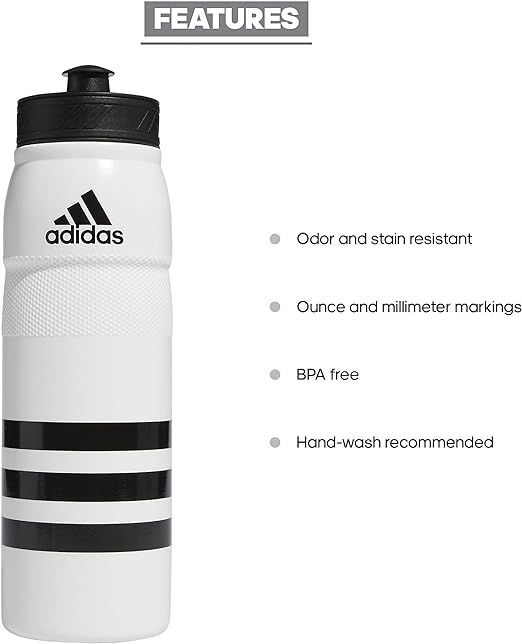 FEATURES
adidas
Odor and stain resistant
Ounce and millimeter markings
BPA free
Hand-wash recommended